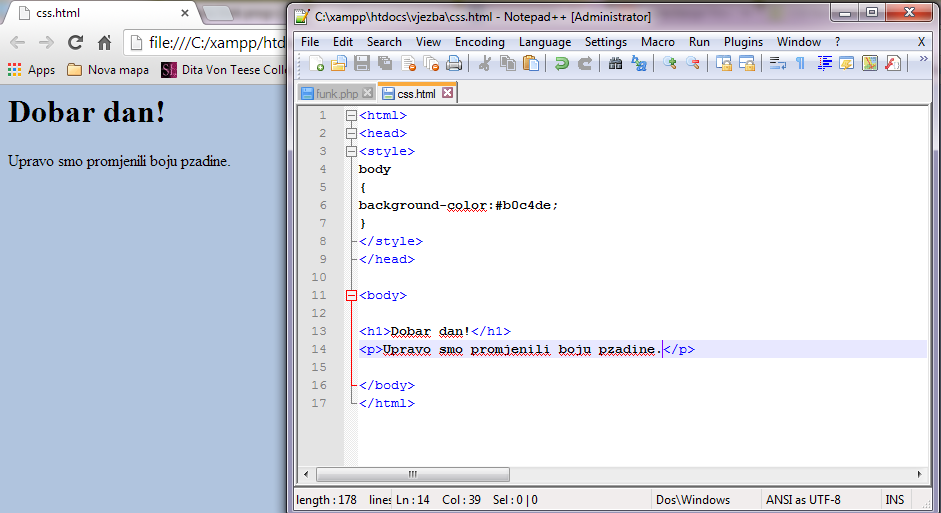 css.html
file:///C:/xampp/htd
Apps Nova mapa Dita Von Teese Coll
Dobar dan!
Upravo smo promjenili boju pzadine.
C:\xampp\htdocs\vjezba\css.html - Notepad++ [Administrator]
File Edit Search View Encoding Language Settings Macro Run Plugins Window ? X
funk.php css.html
1 <html>
2 <head>
3 <style>
4 body
5 {
6 background-color:#b0c4de;
7 }
8 </style>
9 </head>
10
11 <body>
12
13 <h1>Dobar dan!</h1>
14 <p>Upravo smo promjenili boju pzadine.</p>
15
16 </body>
17 </html>
length : 178 lines Ln : 14 Col : 39 Sel : 0 | 0 Dos\Windows ANSI as UTF-8 INS